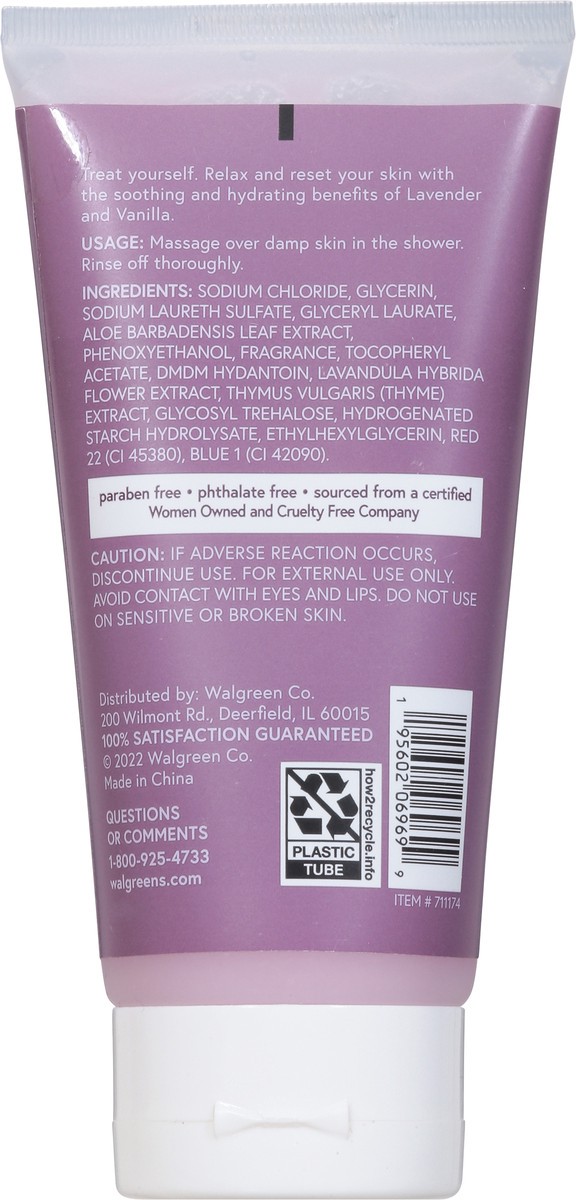 Treat yourself. Relax and reset your skin with
the soothing and hydrating benefits of Lavender
and Vanilla.
USAGE: Massage over damp skin in the shower.
Rinse off thoroughly.
INGREDIENTS: SODIUM CHLORIDE, GLYCERIN,
SODIUM LAURETH SULFATE, GLYCERYL LAURATE,
ALOE BARBADENSIS LEAF EXTRACT,
PHENOXYETHANOL, FRAGRANCE, TOCOPHERYL
ACETATE, DMDM HYDANTOIN, LAVANDULA HYBRIDA
FLOWER EXTRACT, THYMUS VULGARIS (THYME)
EXTRACT, GLYCOSYL TREHALOSE, HYDROGENATED
STARCH HYDROLYSATE, ETHYLHEXYLGLYCERIN, RED
22 (CI 45380), BLUE 1 (CI 42090).
paraben free • phthalate free • sourced from a certified
Women Owned and Cruelty Free Company
CAUTION: IF ADVERSE REACTION OCCURS,
DISCONTINUE USE. FOR EXTERNAL USE ONLY.
AVOID CONTACT WITH EYES AND LIPS. DO NOT USE
ON SENSITIVE OR BROKEN SKIN.
Distributed by: Walgreen Co.
200 Wilmont Rd., Deerfield, IL 60015
100% SATISFACTION GUARANTEED
© 2022 Walgreen Co.
Made in China
QUESTIONS
OR COMMENTS
1-800-925-4733
walgreens.com
PLASTIC
TUBE
how2recycle.info
1 95602 06969 9
ITEM # 711174